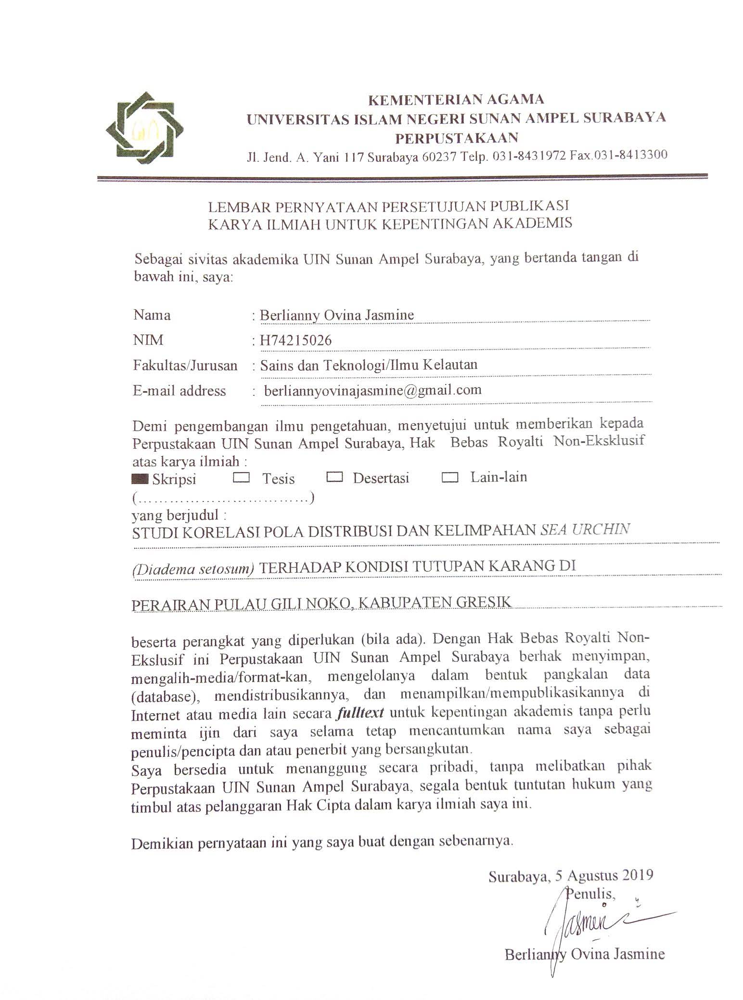 KEMENTERIAN AGAMA
UNIVERSITAS ISLAM NEGERI SUNAN AMPEL SURABAYA
PERPUSTAKAAN
Jl. Jend. A. Yani 117 Surabaya 60237 Telp. 031-8431972 Fax.031-8413300
LEMBAR PERNYATAAN PERSETUJUAN PUBLIKASI
KARYA ILMIAH UNTUK KEPENTINGAN AKADEMIS
Sebagai sivitas akademika UIN Sunan Ampel Surabaya, yang bertanda tangan di
bawah ini, saya:
Nama : Berlianny Ovina Jasmine
NIM : H74215026
Fakultas/Jurusan : Sains dan Teknologi/Ilmu Kelautan
E-mail address : berliannyovinajasmine@gmail.com
Demi pengembangan ilmu pengetahuan, menyetujui untuk memberikan kepada
Perpustakaan UIN Sunan Ampel Surabaya, Hak Bebas Royalti Non-Eksklusif
atas karya ilmiah :
■ Skripsi □ Tesis □ Desertasi □ Lain-lain
(……………………………)
yang berjudul :
STUDI KORELASI POLA DISTRIBUSI DAN KELIMPAHAN SEA URCHIN
(Diadema setosum) TERHADAP KONDISI TUTUPAN KARANG DI
PERAIRAN PULAU GILI NOKO, KABUPATEN GRESIK
beserta perangkat yang diperlukan (bila ada). Dengan Hak Bebas Royalti Non-
Ekslusif ini Perpustakaan UIN Sunan Ampel Surabaya berhak menyimpan,
mengalih-media/format-kan, mengelolanya dalam bentuk pangkalan data
(database), mendistribusikannya, dan menampilkan/mempublikasikannya di
Internet atau media lain secara fulltext untuk kepentingan akademis tanpa perlu
meminta ijin dari saya selama tetap mencantumkan nama saya sebagai
penulis/pencipta dan atau penerbit yang bersangkutan.
Saya bersedia untuk menanggung secara pribadi, tanpa melibatkan pihak
Perpustakaan UIN Sunan Ampel Surabaya, segala bentuk tuntutan hukum yang
timbul atas pelanggaran Hak Cipta dalam karya ilmiah saya ini.
Demikian pernyataan ini yang saya buat dengan sebenarnya.
Surabaya, 5 Agustus 2019
Penulis,
Berlianny Ovina Jasmine